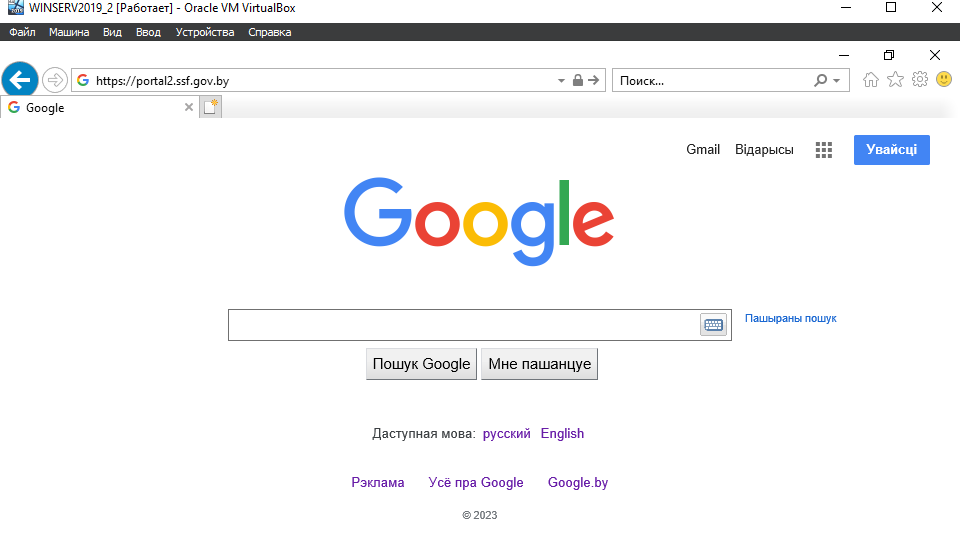 WINSERV2019_2 [Работает] - Oracle VM VirtualBox
Файл Машина Вид Ввод Устройства Справка
https://portal2.ssf.gov.by Поиск...
Google
Gmail Відарысы Увайсці
Google
Пашыраны пошук
Пошук Google Мне пашанцуе
Даступная мова: русский English
Рэклама Усё пра Google Google.by
© 2023